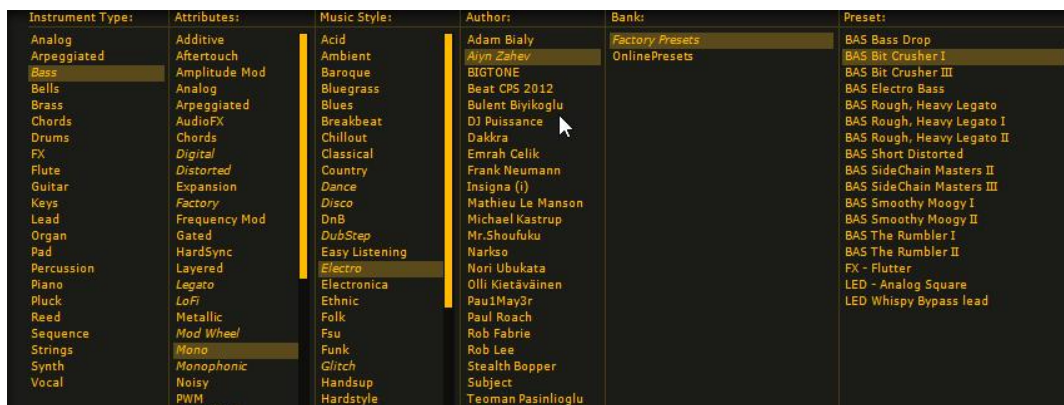 Instrument Type:
Analog
Arpeggiated
Bass
Bells
Brass
Chords
Drums
FX
Flute
Guitar
Keys
Lead
Organ
Pad
Percussion
Piano
Pluck
Reed
Sequence
Strings
Synth
Vocal
Attributes:
Additive
Aftertouch
Amplitude Mod
Analog
Arpeggiated
AudioFX
Chords
Digital
Distorted
Expansion
Factory
Frequency Mod
Gated
HardSync
Layered
Legato
LoFi
Metallic
Mod Wheel
Mono
Monophonic
Noisy
PWM
Music Style:
Acid
Ambient
Baroque
Bluegrass
Blues
Breakbeat
Chillout
Classical
Country
Dance
Disco
DnB
DubStep
Easy Listening
Electro
Electronica
Ethnic
Folk
Fsu
Funk
Glitch
Handsup
Hardstyle
Author:
Adam Bialy
Aiyn Zahev
BIGTONE
Beat CPS 2012
Bulent Biyikoglu
DJ Puissance
Dakkra
Emrah Celik
Frank Neumann
Insigna (i)
Mathieu Le Manson
Michael Kastrup
Mr.Shoufuku
Narkso
Nori Ubukata
Olli Kietäväinen
Pau1May3r
Paul Roach
Rob Fabrie
Rob Lee
Stealth Bopper
Subject
Teoman Pasinlioglu
Bank:
Factory Presets
OnlinePresets
Preset:
BAS Bass Drop
BAS Bit Crusher I
BAS Bit Crusher III
BAS Electro Bass
BAS Rough, Heavy Legato
BAS Rough, Heavy Legato I
BAS Rough, Heavy Legato II
BAS Short Distorted
BAS SideChain Masters II
BAS SideChain Masters III
BAS Smoothy Moogy I
BAS Smoothy Moogy II
BAS The Rumbler I
BAS The Rumbler II
FX - Flutter
LED - Analog Square
LED Whispy Bypass lead